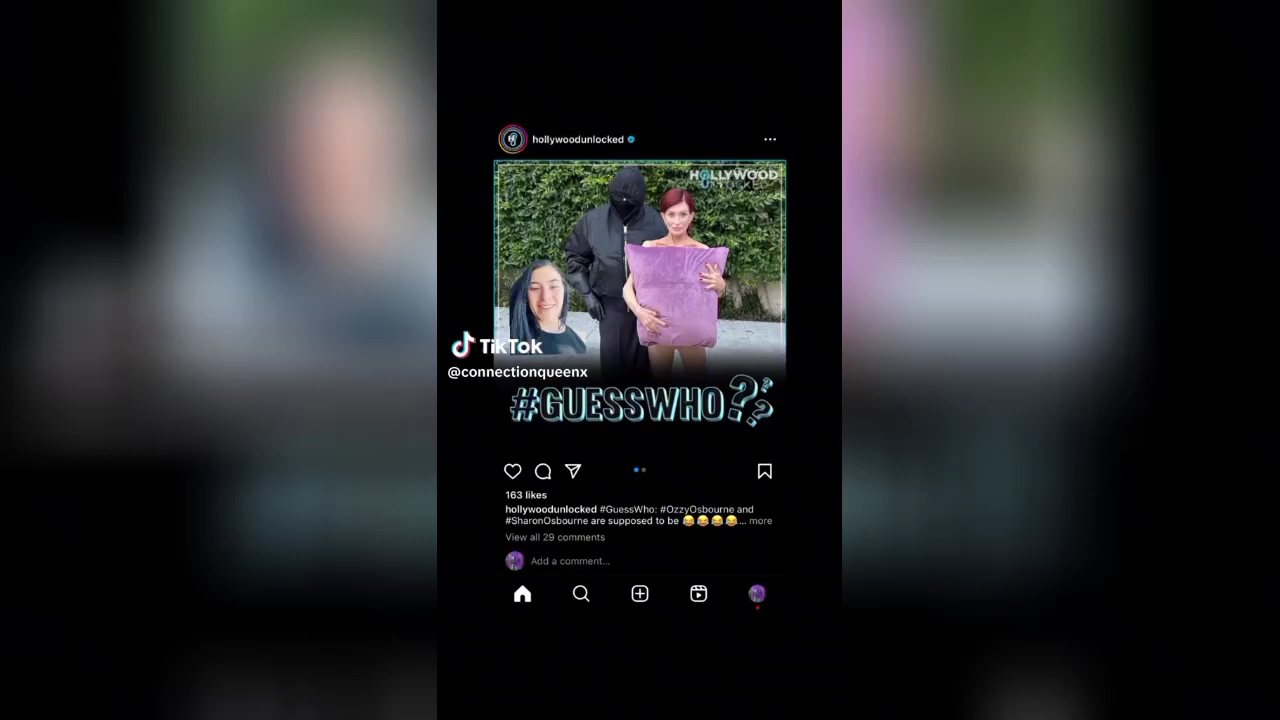 hollywoodunlocked
HOLLYWOOD
UNLOCKED
TikTok
@connectionqueenx
#GUESSWHO???
163 likes
hollywoodunlocked #GuessWho: #OzzyOsbourne and
#SharonOsbourne are supposed to be 😂😂😂😂... more
View all 29 comments
Add a comment...